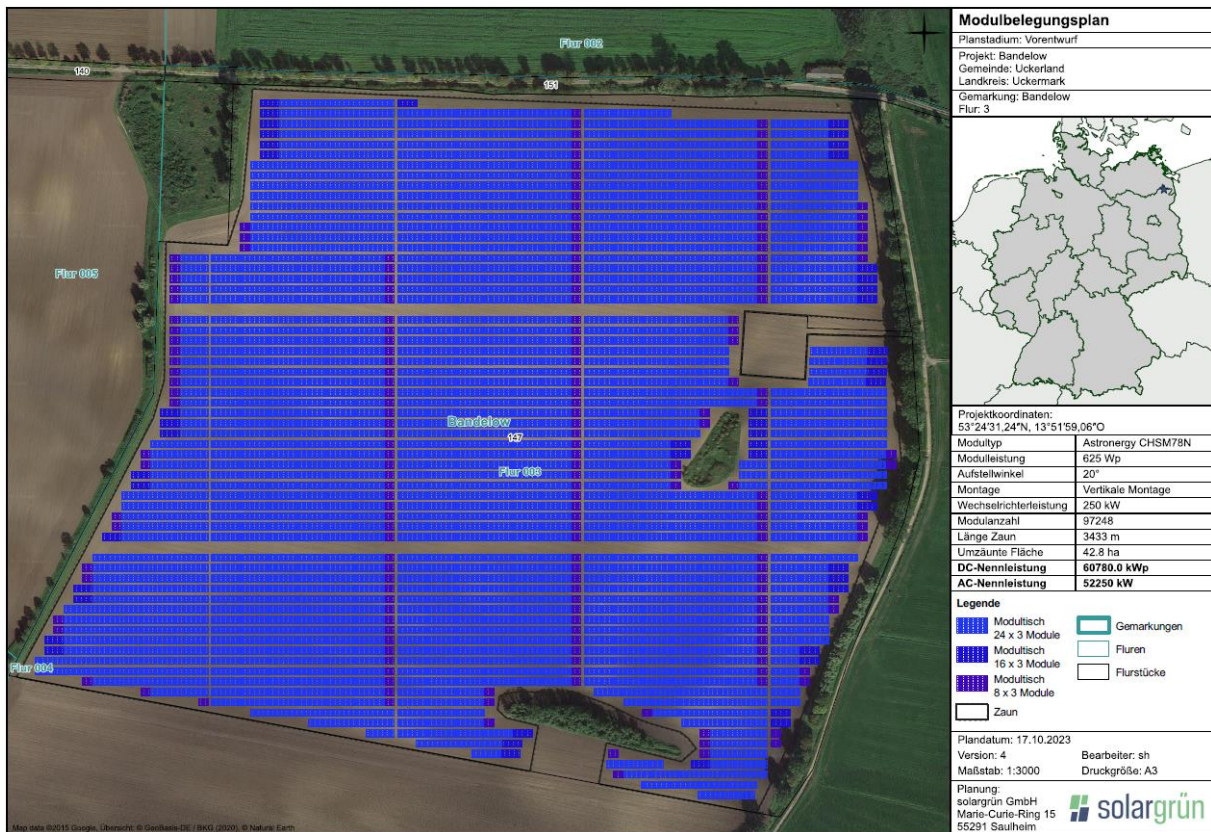 Modulbelegungsplan
Planstadium: Vorentwurf
Projekt: Bandelow
Gemeinde: Uckerland
Landkreis: Uckermark
Gemarkung: Bandelow
Flur: 3
Flur 002
140
151
Flur 005
Bandelow
147
Flur 003
Flur 004
Projektkoordinaten:
53°24'31,24"N, 13°51'59,06"O
Modultyp Astronergy CHSM78N
Modulleistung 625 Wp
Aufstellwinkel 20°
Montage Vertikale Montage
Wechselrichterleistung 250 kW
Modulanzahl 97248
Länge Zaun 3433 m
Umzäunte Fläche 42.8 ha
DC-Nennleistung 60780.0 kWp
AC-Nennleistung 52250 kW
Legende
Modultisch
24 x 3 Module
Modultisch
16 x 3 Module
Modultisch
8 x 3 Module
Zaun
Gemarkungen
Fluren
Flurstücke
Plandatum: 17.10.2023
Version: 4 Bearbeiter: sh
Maßstab: 1:3000 Druckgröße: A3
Planung:
solargrün GmbH
Marie-Curie-Ring 15
55291 Saulheim
solargrün
Map data ©2015 Google, Übersicht: © GeoBasis-DE / BKG (2020), © Natural Earth